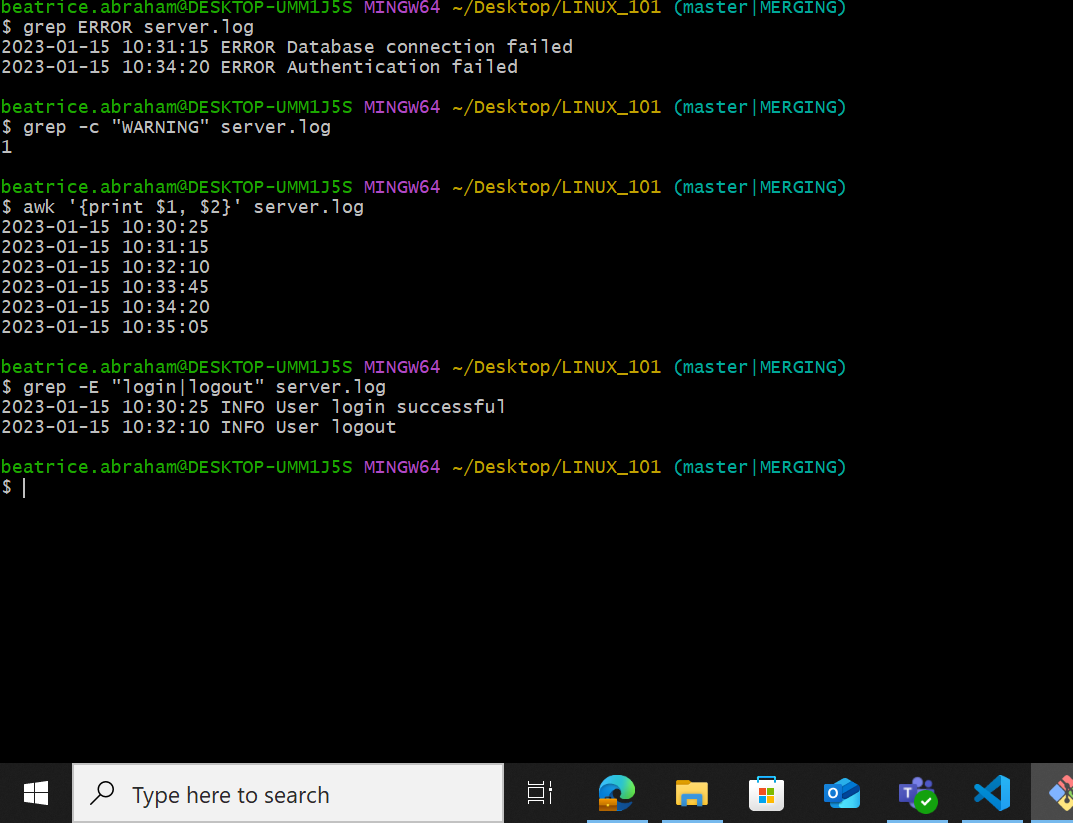 beatrice.abraham@DESKTOP-UMM1J5S MINGW64 ~/Desktop/LINUX_101 (master|MERGING)
$ grep ERROR server.log
2023-01-15 10:31:15 ERROR Database connection failed
2023-01-15 10:34:20 ERROR Authentication failed
beatrice.abraham@DESKTOP-UMM1J5S MINGW64 ~/Desktop/LINUX_101 (master|MERGING)
$ grep -c "WARNING" server.log
1
beatrice.abraham@DESKTOP-UMM1J5S MINGW64 ~/Desktop/LINUX_101 (master|MERGING)
$ awk '{print $1, $2}' server.log
2023-01-15 10:30:25
2023-01-15 10:31:15
2023-01-15 10:32:10
2023-01-15 10:33:45
2023-01-15 10:34:20
2023-01-15 10:35:05
beatrice.abraham@DESKTOP-UMM1J5S MINGW64 ~/Desktop/LINUX_101 (master|MERGING)
$ grep -E "login|logout" server.log
2023-01-15 10:30:25 INFO User login successful
2023-01-15 10:32:10 INFO User logout
beatrice.abraham@DESKTOP-UMM1J5S MINGW64 ~/Desktop/LINUX_101 (master|MERGING)
$
Type here to search